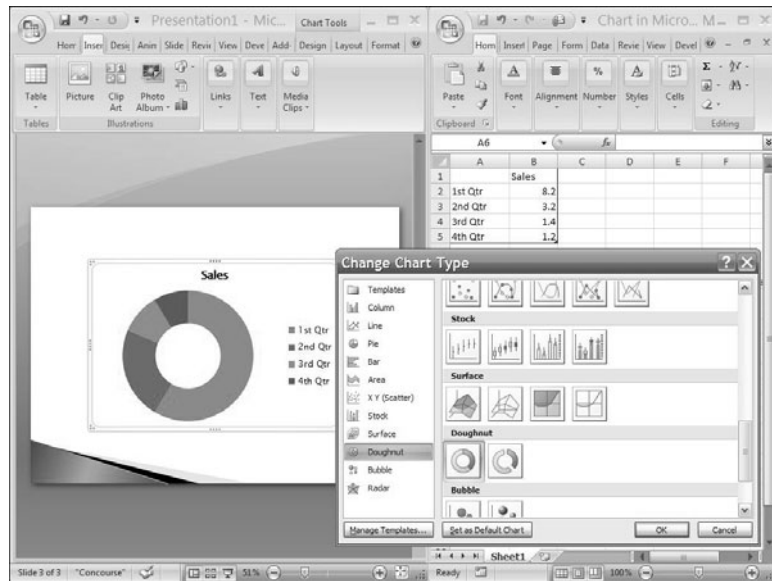 Presentation1 - Mic...
Chart Tools
Chart in Micro...
M...
Hom
Inser
Desig
Anin
Slide
Revie
View
Deve
Add-
Design
Layout
Format
Hom
Insert
Page
Form
Data
Revie
View
Devel
Table
Picture
Clip
Art
Photo
Album
Links
Text
Media
Clips
Tables
Illustrations
Paste
Font
Alignment
Number
Styles
Cells
Clipboard
Editing
A6
fx
A B C D E F
1 Sales
2 1st Qtr 8.2
3 2nd Qtr 3.2
4 3rd Qtr 1.4
5 4th Qtr 1.2
Sales
1st Qtr
2nd Qtr
3rd Qtr
4th Qtr
Change Chart Type
Templates
Column
Line
Pie
Bar
Area
X Y (Scatter)
Stock
Surface
Doughnut
Bubble
Radar
Stock
Surface
Doughnut
Bubble
Manage Templates...
Set as Default Chart
OK
Cancel
Sheet1
Slide 3 of 3
"Concourse"
51%
Ready
100%